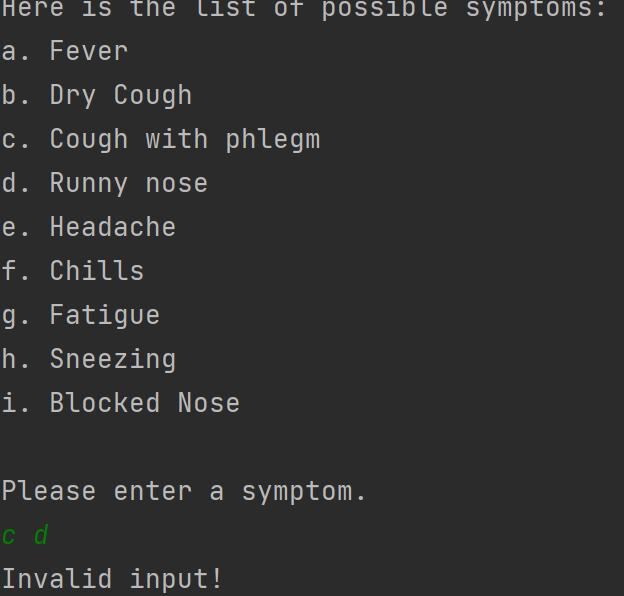 Here is the list of possible symptoms:
a. Fever
b. Dry Cough
c. Cough with phlegm
d. Runny nose
e. Headache
f. Chills
g. Fatigue
h. Sneezing
i. Blocked Nose
Please enter a symptom.
c d
Invalid input!